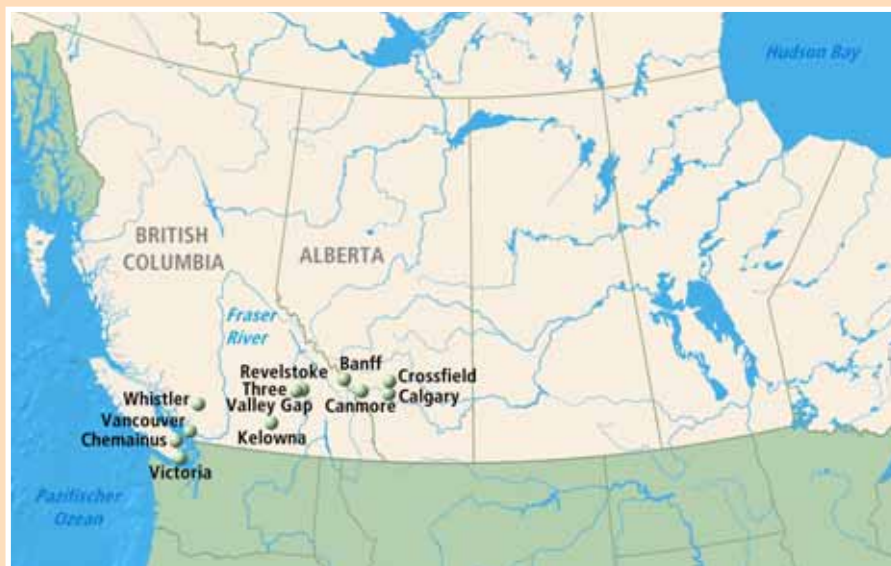 Hudson Bay
BRITISH
COLUMBIA
ALBERTA
Fraser
River
Banff
Revelstoke
Crossfield
Three
Valley Gap
Canmore
Calgary
Whistler
Vancouver
Chemainus
Kelowna
Victoria
Pazifischer
Ozean